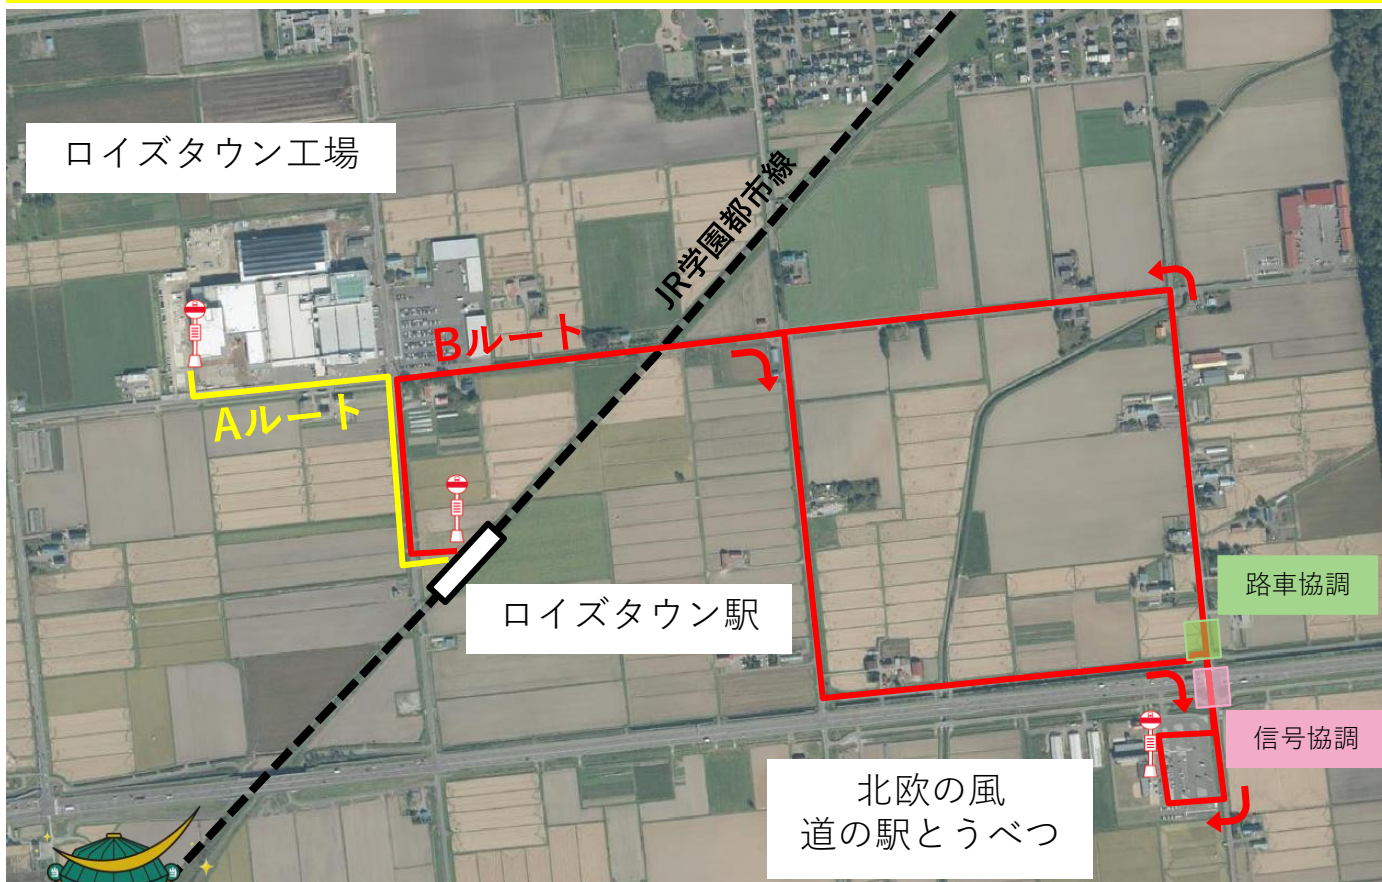 ロイズタウン工場
JR学園都市線
Bルート
Aルート
ロイズタウン駅
路車協調
信号協調
北欧の風
道の駅とうべつ